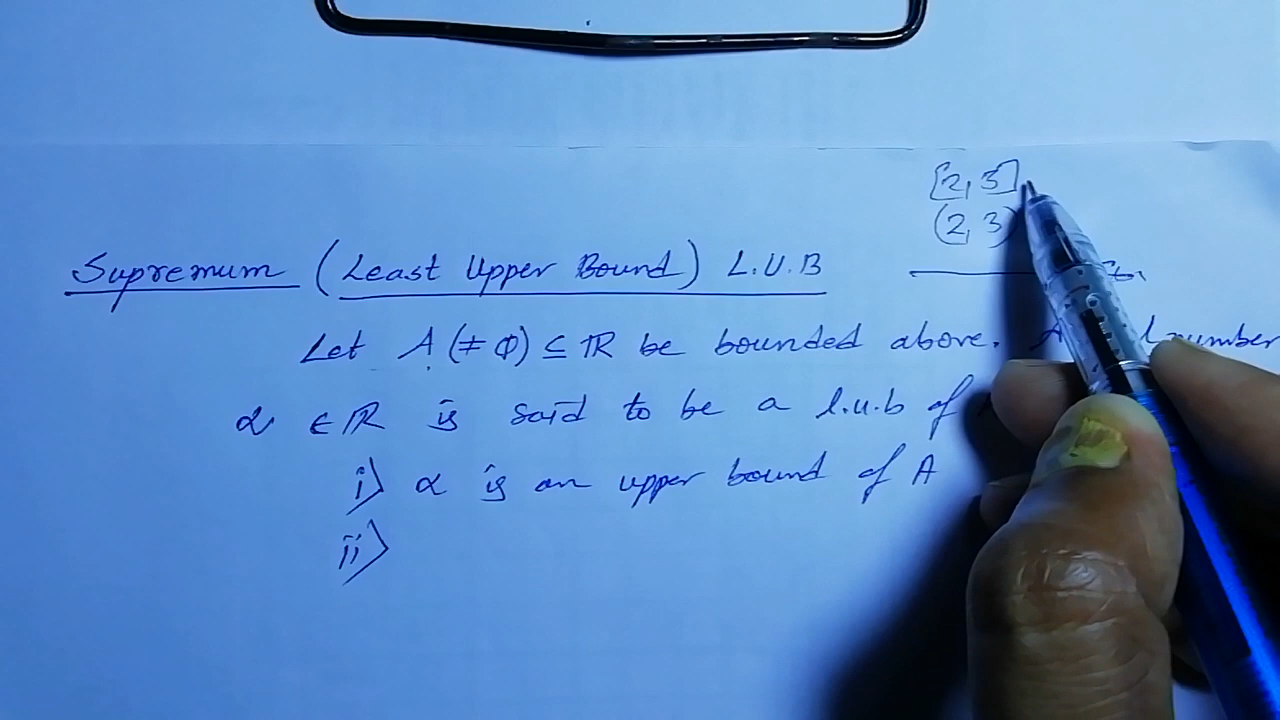 [2, 3]
(2, 3)
Supremum (Least Upper Bound) L.U.B
Let A (≠ Φ) ⊆ ℝ be bounded above. number
α ∈ ℝ is said to be a l.u.b of
i) α is an upper bound of A
ii)